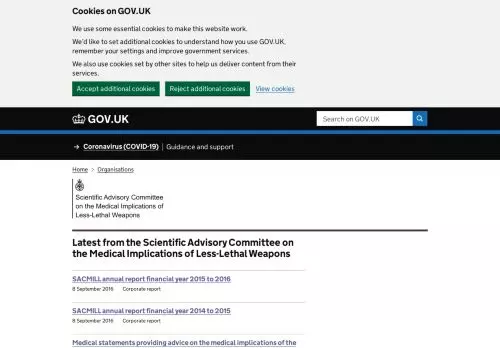 Cookies on GOV.UK
We use some essential cookies to make this website work.
We'd like to set additional cookies to understand how you use GOV.UK,
remember your settings and improve government services.
We also use cookies set by other sites to help us deliver content from their
services.
Accept additional cookies Reject additional cookies View cookies
GOV.UK Search on GOV.UK
→ Coronavirus (COVID-19) Guidance and support
Home > Organisations
Scientific Advisory Committee
on the Medical Implications of
Less-Lethal Weapons
Latest from the Scientific Advisory Committee on
the Medical Implications of Less-Lethal Weapons
SACMILL annual report financial year 2015 to 2016
8 September 2016 Corporate report
SACMILL annual report financial year 2014 to 2015
8 September 2016 Corporate report
Medical statements providing advice on the medical implications of the